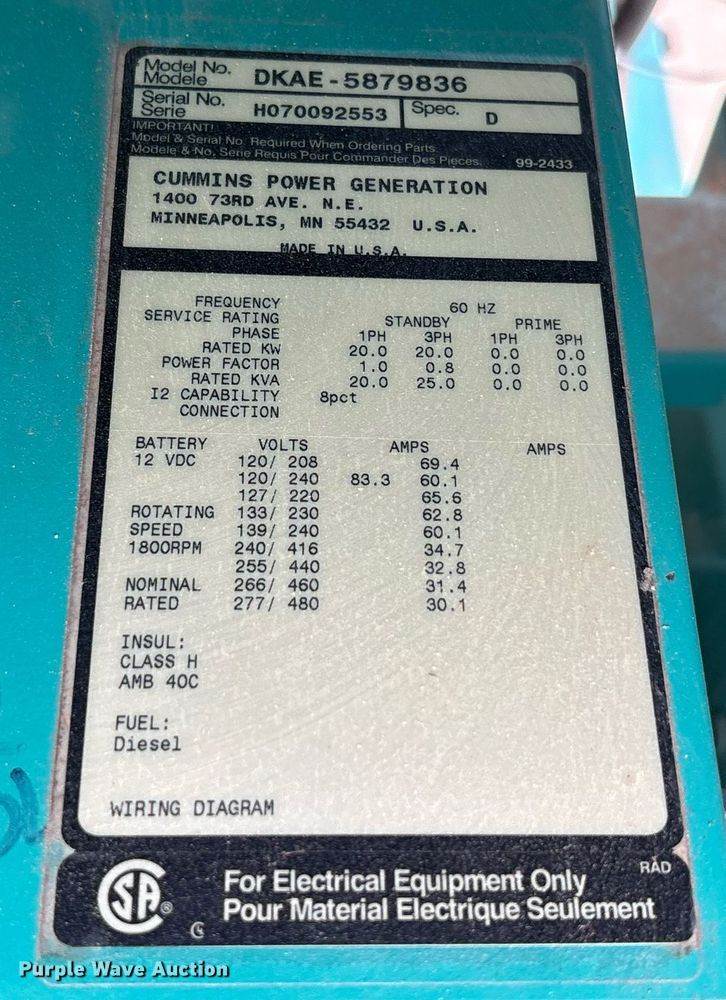 Model No.
Modele
DKAE-5879836
Serial No.
Serie
H070092553
Spec.
D
IMPORTANT!
Model & Serial No. Required When Ordering Parts
Modele & No. Serie Requis Pour Commander Des Pieces.
99-2433
CUMMINS POWER GENERATION
1400 73RD AVE. N.E.
MINNEAPOLIS, MN 55432 U.S.A.
MADE IN U.S.A.
FREQUENCY 60 HZ
SERVICE RATING STANDBY PRIME
PHASE 1PH 3PH 1PH 3PH
RATED KW 20.0 20.0 0.0 0.0
POWER FACTOR 1.0 0.8 0.0 0.0
RATED KVA 20.0 25.0 0.0 0.0
I2 CAPABILITY 8pct
CONNECTION
BATTERY VOLTS AMPS AMPS
12 VDC 120/ 208 69.4
120/ 240 83.3 60.1
127/ 220 65.6
ROTATING 133/ 230 62.8
SPEED 139/ 240 60.1
1800RPM 240/ 416 34.7
255/ 440 32.8
NOMINAL 266/ 460 31.4
RATED 277/ 480 30.1
INSUL:
CLASS H
AMB 40C
FUEL:
Diesel
WIRING DIAGRAM
RAD
SA
For Electrical Equipment Only
Pour Material Electrique Seulement
Purple Wave Auction